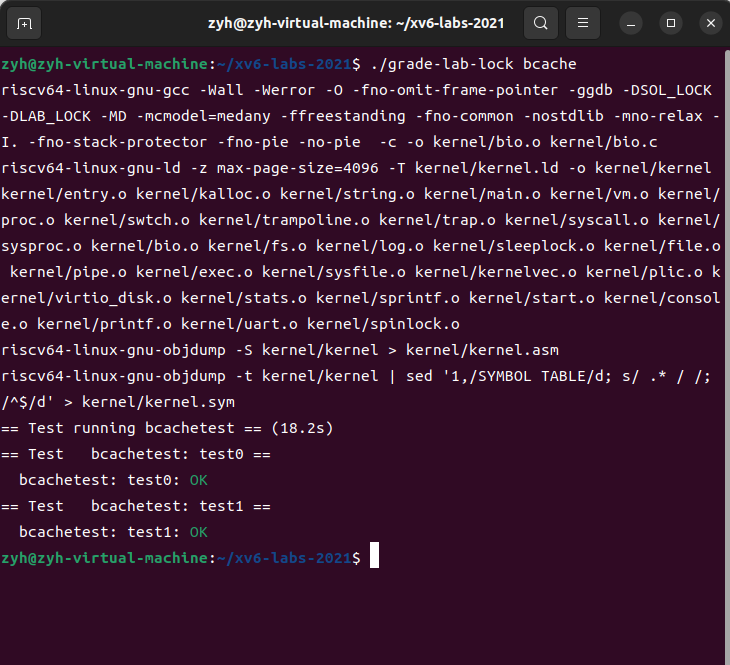 zyh@zyh-virtual-machine: ~/xv6-labs-2021
zyh@zyh-virtual-machine:~/xv6-labs-2021$ ./grade-lab-lock bcache
riscv64-linux-gnu-gcc -Wall -Werror -O -fno-omit-frame-pointer -ggdb -DSOL_LOCK
-DLAB_LOCK -MD -mcmodel=medany -ffreestanding -fno-common -nostdlib -mno-relax -
I. -fno-stack-protector -fno-pie -no-pie  -c -o kernel/bio.o kernel/bio.c
riscv64-linux-gnu-ld -z max-page-size=4096 -T kernel/kernel.ld -o kernel/kernel
kernel/entry.o kernel/kalloc.o kernel/string.o kernel/main.o kernel/vm.o kernel/
proc.o kernel/swtch.o kernel/trampoline.o kernel/trap.o kernel/syscall.o kernel/
sysproc.o kernel/bio.o kernel/fs.o kernel/log.o kernel/sleeplock.o kernel/file.o
 kernel/pipe.o kernel/exec.o kernel/sysfile.o kernel/kernelvec.o kernel/plic.o k
ernel/virtio_disk.o kernel/stats.o kernel/sprintf.o kernel/start.o kernel/consol
e.o kernel/printf.o kernel/uart.o kernel/spinlock.o
riscv64-linux-gnu-objdump -S kernel/kernel > kernel/kernel.asm
riscv64-linux-gnu-objdump -t kernel/kernel | sed '1,/SYMBOL TABLE/d; s/ .* / /;
/^$/d' > kernel/kernel.sym
== Test running bcachetest == (18.2s)
== Test   bcachetest: test0 ==
  bcachetest: test0: OK
== Test   bcachetest: test1 ==
  bcachetest: test1: OK
zyh@zyh-virtual-machine:~/xv6-labs-2021$